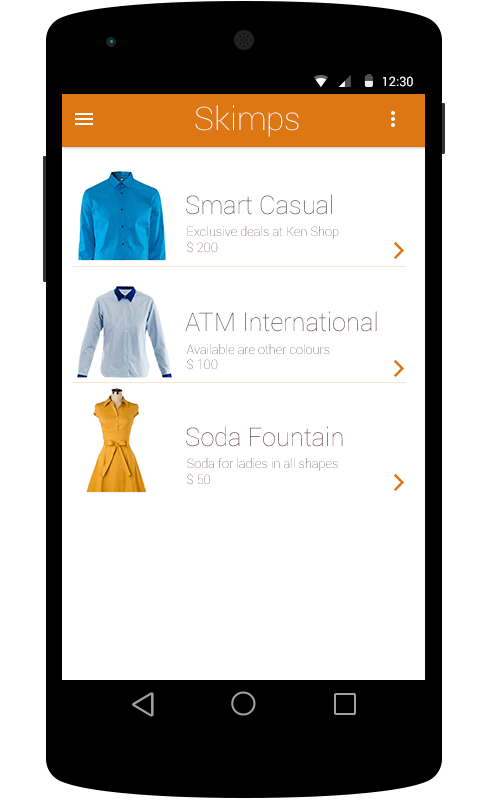 12:30
Skimps
Smart Casual
Exclusive deals at Ken Shop
$ 200
ATM International
Available are other colours
$ 100
Soda Fountain
Soda for ladies in all shapes
$ 50